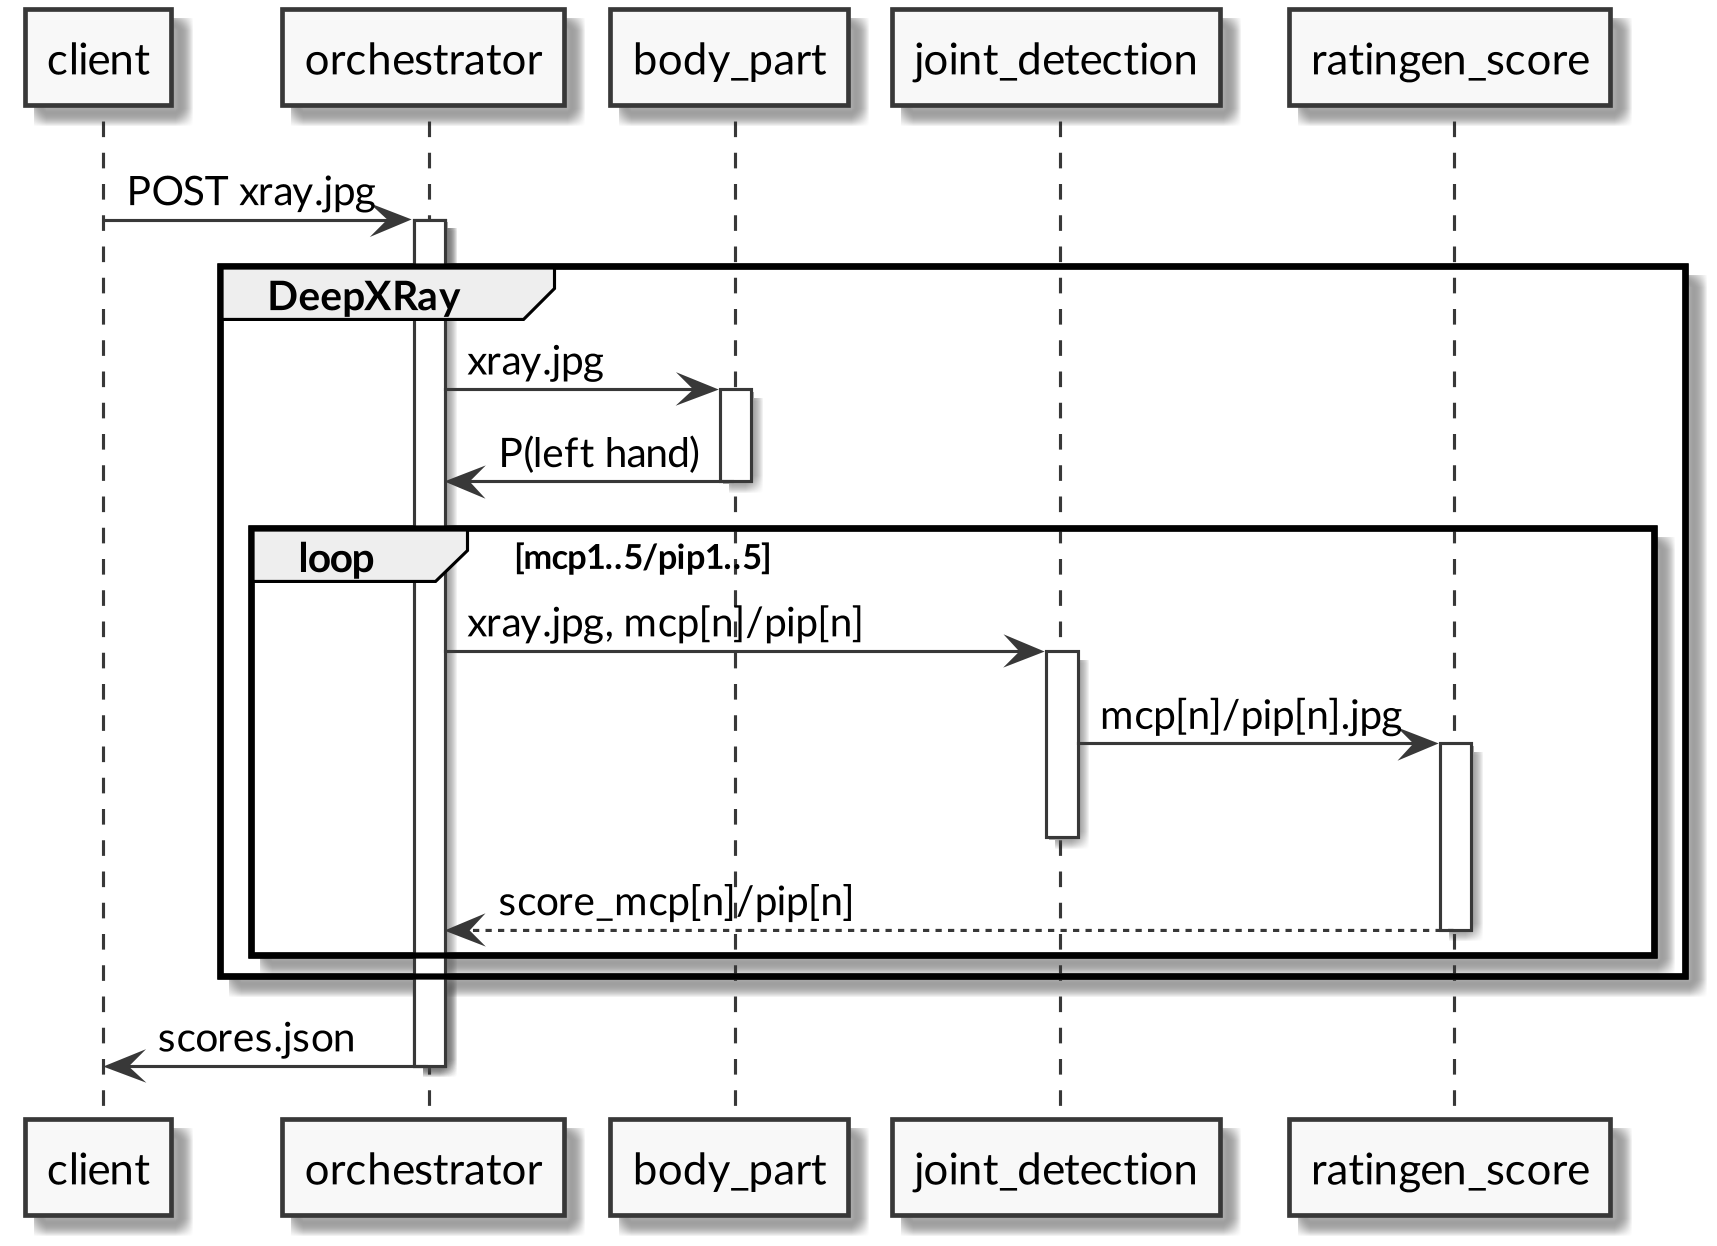 client
orchestrator
body_part
joint_detection
ratingen_score
POST xray.jpg
DeepXRay
xray.jpg
P(left hand)
loop
[mcp1..5/pip1..5]
xray.jpg, mcp[n]/pip[n]
mcp[n]/pip[n].jpg
score_mcp[n]/pip[n]
scores.json
client
orchestrator
body_part
joint_detection
ratingen_score